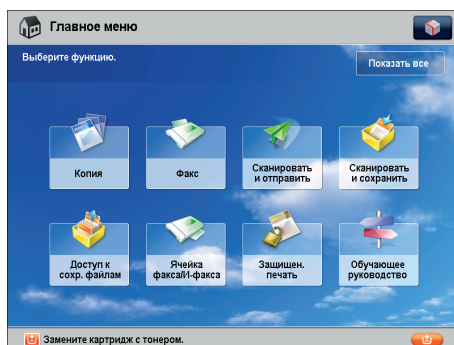 Главное меню
Выберите функцию.
Показать все
Копия
Факс
Сканировать
и отправить
Сканировать
и сохранить
Доступ к
сохр. файлам
Ячейка
факса/И-факса
Защищен.
печать
Обучающее
руководство
Замените картридж с тонером.